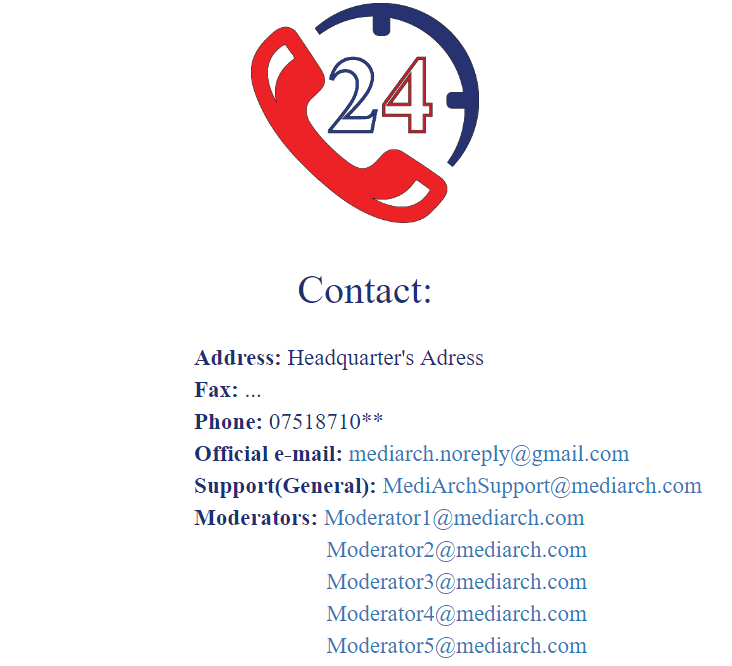 24
Contact:
Address: Headquarter's Adress
Fax: ...
Phone: 07518710**
Official e-mail: mediarch.noreply@gmail.com
Support(General): MediArchSupport@mediarch.com
Moderators: Moderator1@mediarch.com
Moderator2@mediarch.com
Moderator3@mediarch.com
Moderator4@mediarch.com
Moderator5@mediarch.com